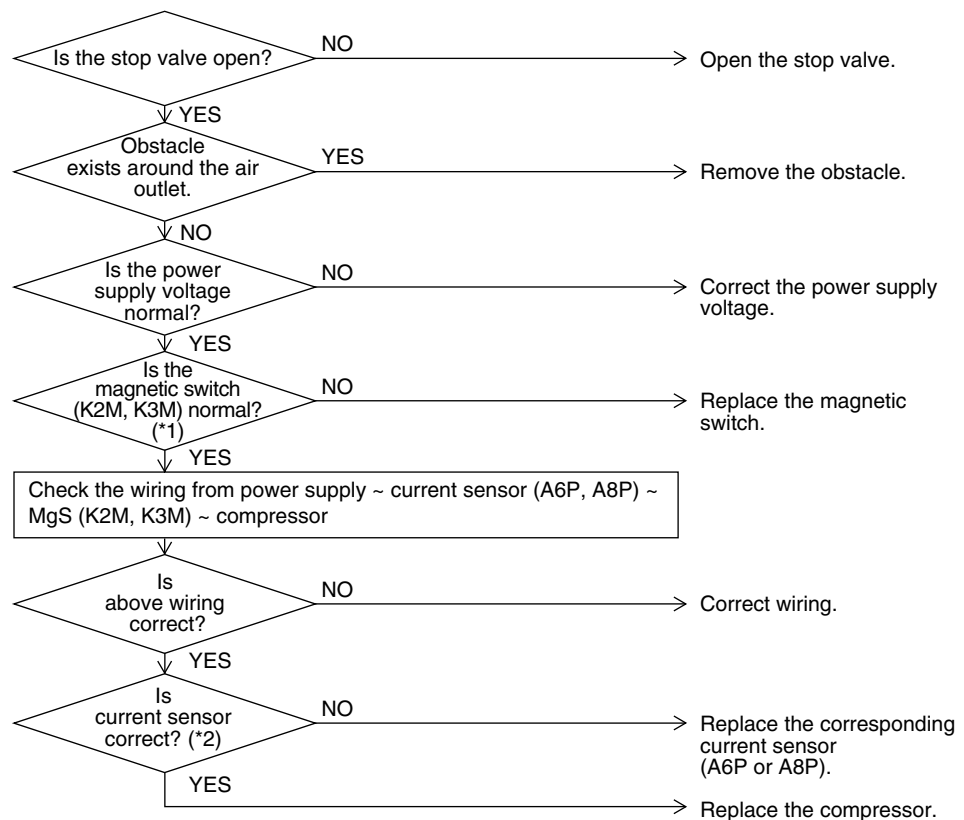 Is the stop valve open?
NO
Open the stop valve.
YES
Obstacle
exists around the air
outlet.
YES
Remove the obstacle.
NO
Is the power
supply voltage
normal?
NO
Correct the power supply
voltage.
YES
Is the
magnetic switch
(K2M, K3M) normal?
(*1)
NO
Replace the magnetic
switch.
YES
Check the wiring from power supply ~ current sensor (A6P, A8P) ~
MgS (K2M, K3M) ~ compressor
Is
above wiring
correct?
NO
Correct wiring.
YES
Is
current sensor
correct? (*2)
NO
Replace the corresponding
current sensor
(A6P or A8P).
YES
Replace the compressor.